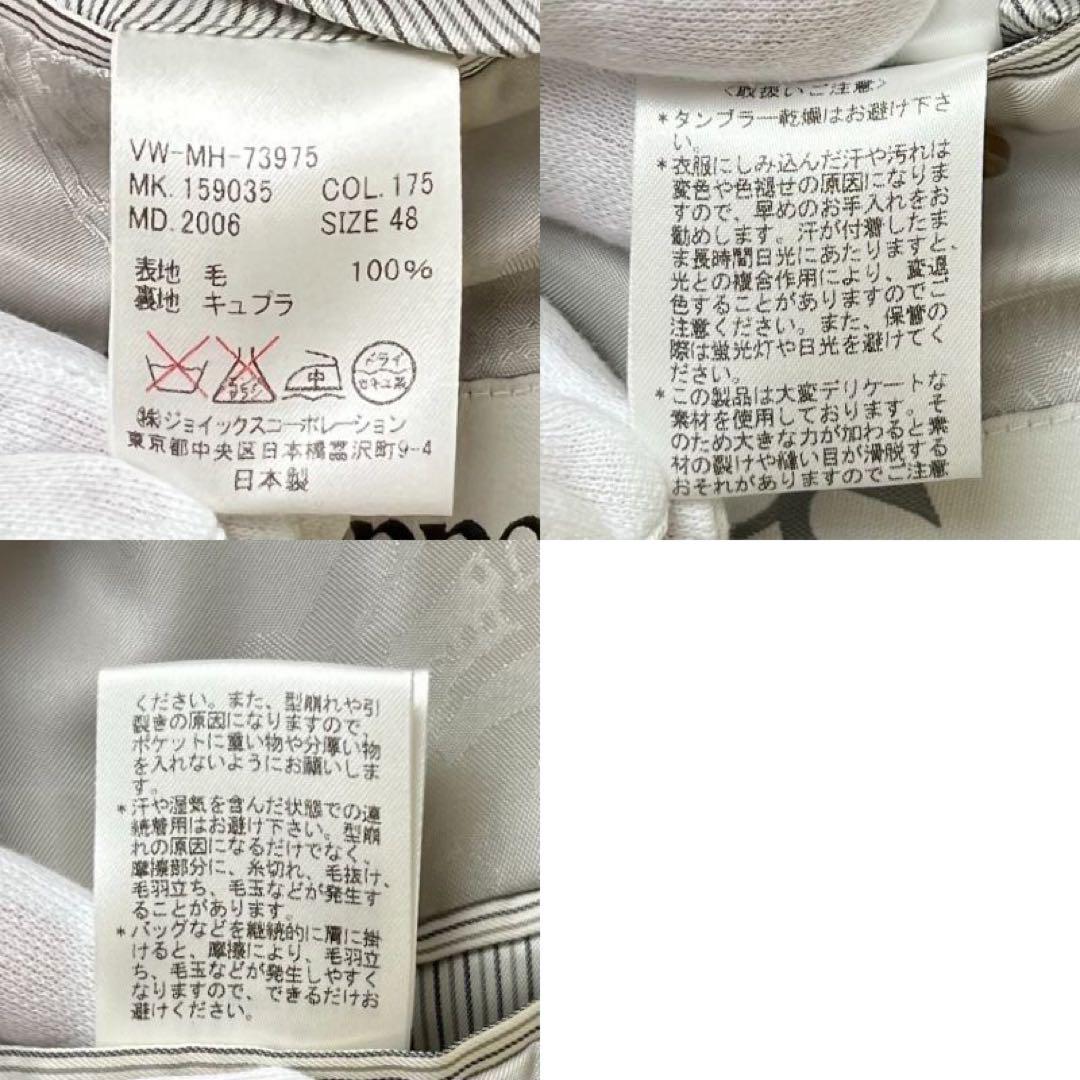 VW-MH-73975
MK. 159035 COL. 175
MD. 2006 SIZE 48
表地 毛 100%
裏地 キュプラ
エンソ サラシ 中 ドライ セキユ系
㈱ジョイックスコーポレーション
東京都中央区日本橋富沢町9-4
日本製
〈取扱いご注意〉
*タンブラー乾燥はお避け下さ
い。
*衣服にしみ込んだ汗や汚れは
変色や色褪せの原因になりま
すので、早めのお手入れをお
勧めします。汗が付着したま
ま長時間日光にあたりますと、
光との複合作用により、変退
色することがありますのでご
注意ください。また、保管の
際は蛍光灯や日光を避けてく
ださい。
*この製品は大変デリケートな
素材を使用しております。そ
のため大きな力が加わると素
材の裂けや縫い目が滑脱する
おそれがありますのでご注意
ください。また、型崩れや引
裂きの原因になりますので、
ポケットに重い物や分厚い物
を入れないようにお願いしま
す。
*汗や湿気を含んだ状態での連
続着用はお避け下さい。型崩
れの原因になるだけでなく、
摩擦部分に、糸切れ、毛抜け、
毛羽立ち、毛玉などが発生す
ることがあります。
*バッグなどを継続的に肩に掛
けると、摩擦により、毛羽立
ち、毛玉などが発生しやすく
なりますので、できるだけお
避けください。